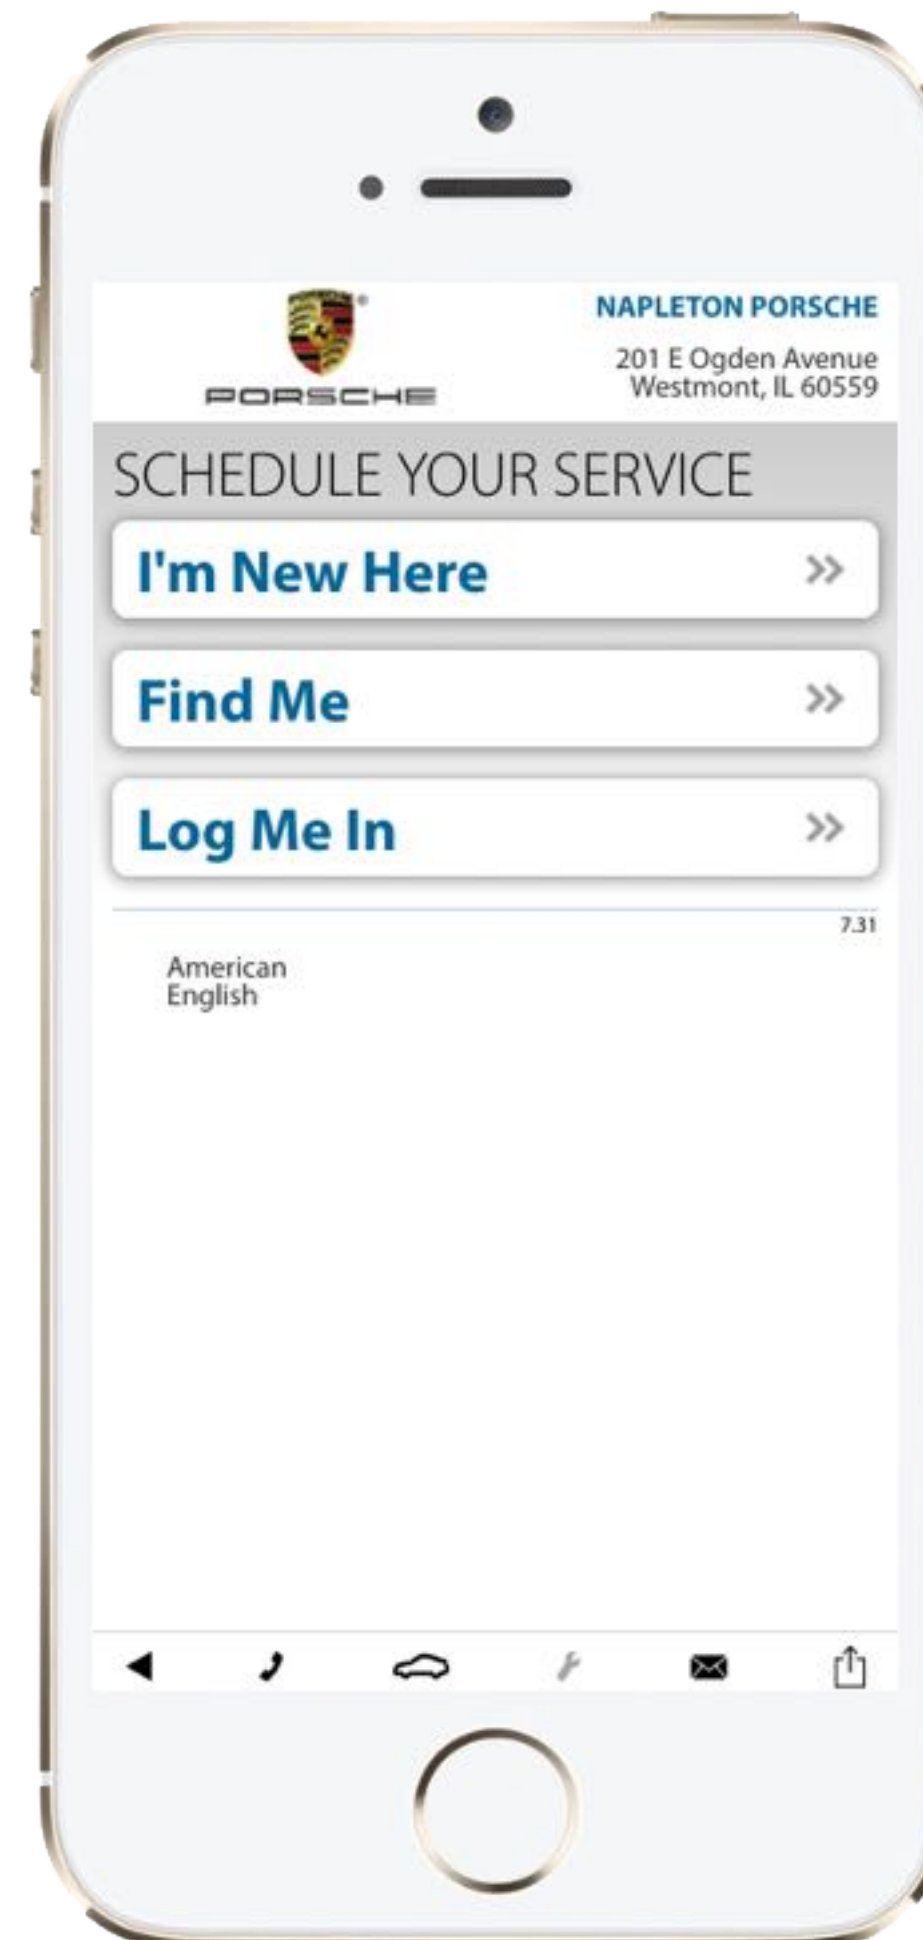 PORSCHE
NAPLETON PORSCHE
201 E Ogden Avenue
Westmont, IL 60559
SCHEDULE YOUR SERVICE
I'm New Here
Find Me
Log Me In
7.31
American
English